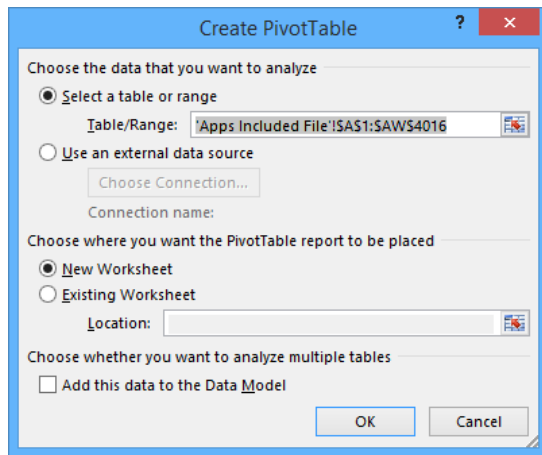 Create PivotTable ? ×
Choose the data that you want to analyze
Select a table or range
Table/Range: 'Apps Included File'!$A$1:$AW$4016
Use an external data source
Choose Connection...
Connection name:
Choose where you want the PivotTable report to be placed
New Worksheet
Existing Worksheet
Location:
Choose whether you want to analyze multiple tables
Add this data to the Data Model
OK Cancel